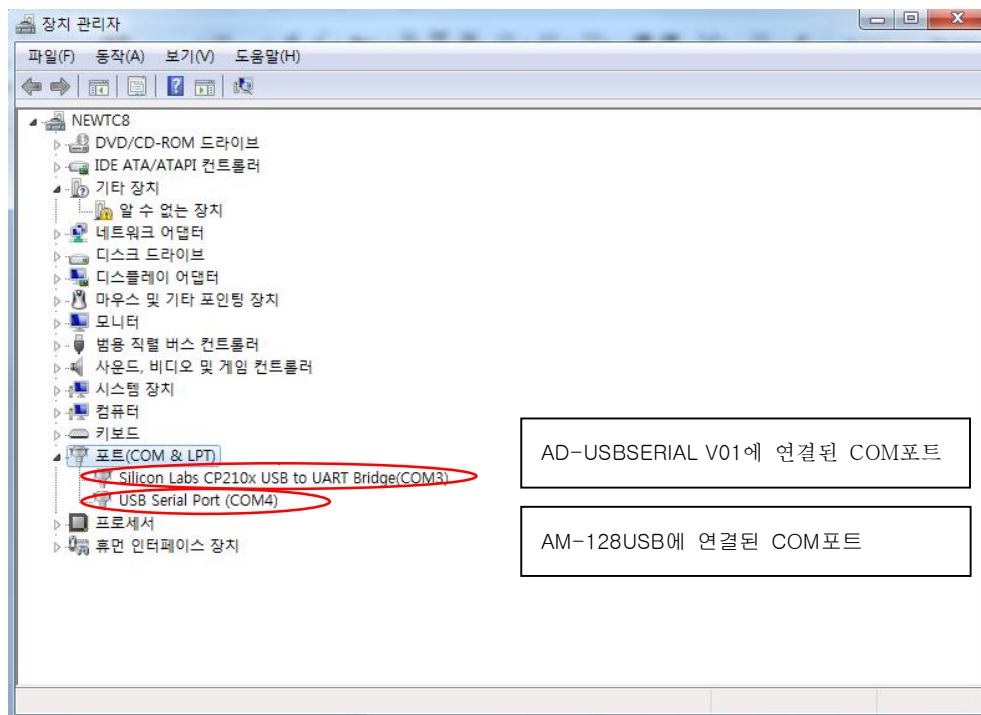 장치 관리자
파일(F) 동작(A) 보기(V) 도움말(H)
NEWTC8
DVD/CD-ROM 드라이브
IDE ATA/ATAPI 컨트롤러
기타 장치
알 수 없는 장치
네트워크 어댑터
디스크 드라이브
디스플레이 어댑터
마우스 및 기타 포인팅 장치
모니터
범용 직렬 버스 컨트롤러
사운드, 비디오 및 게임 컨트롤러
시스템 장치
컴퓨터
키보드
포트(COM & LPT)
Silicon Labs CP210x USB to UART Bridge(COM3)
USB Serial Port (COM4)
프로세서
휴먼 인터페이스 장치
AD-USBSERIAL V01에 연결된 COM포트
AM-128USB에 연결된 COM포트